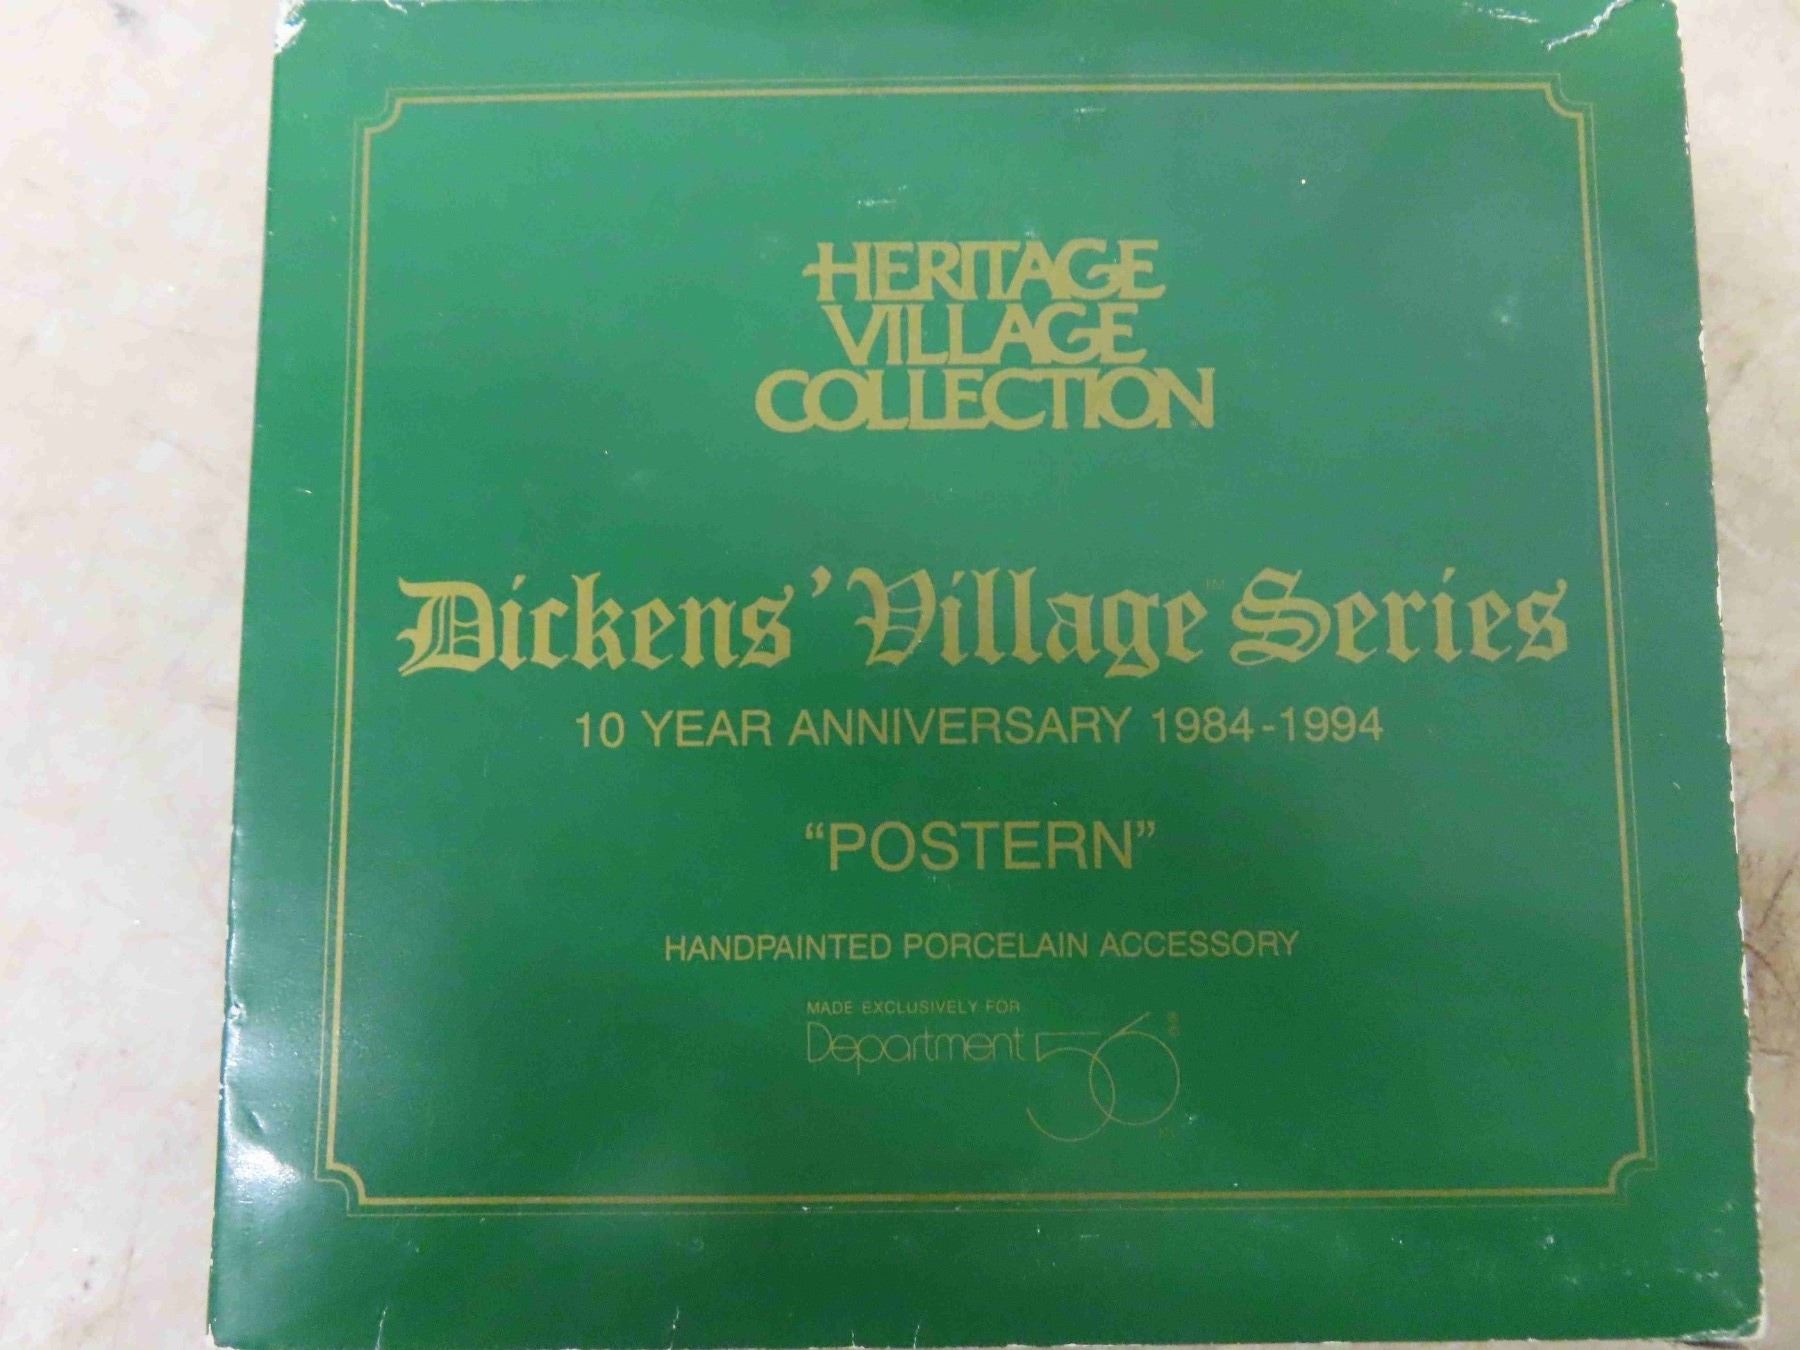 HERITAGE
VILLAGE
COLLECTION
Dickens' Village™ Series
10 YEAR ANNIVERSARY 1984-1994
“POSTERN”
HANDPAINTED PORCELAIN ACCESSORY
MADE EXCLUSIVELY FOR
Department 56